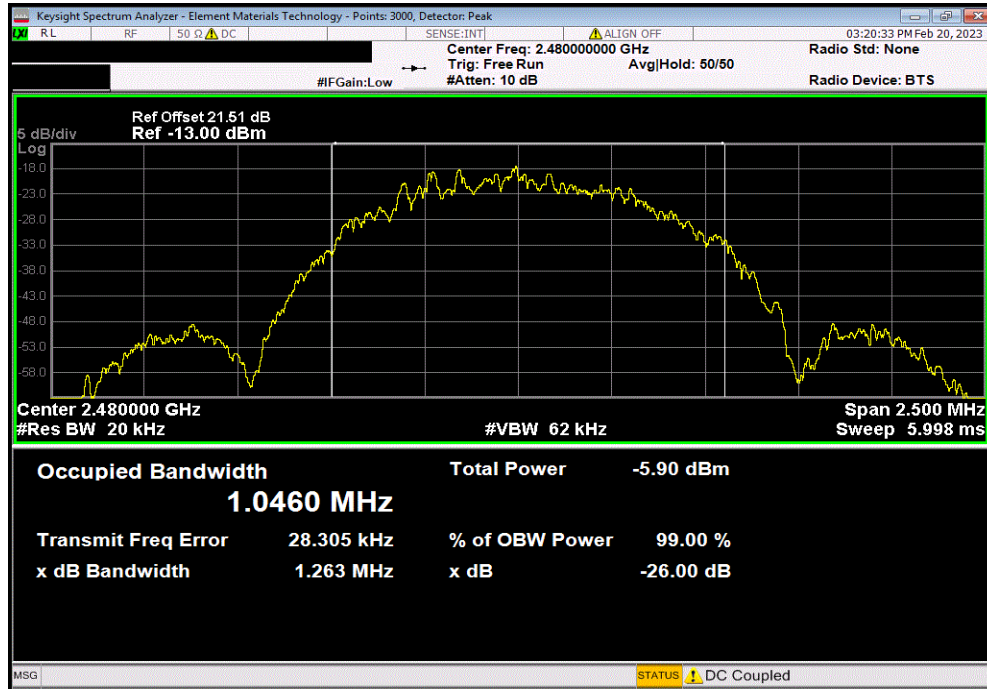 Keysight Spectrum Analyzer - Element Materials Technology - Points: 3000, Detector: Peak
LXI RL RF 50 Ω DC SENSE:INT ALIGN OFF 03:20:33 PM Feb 20, 2023
Center Freq: 2.480000000 GHz Radio Std: None
Trig: Free Run Avg|Hold: 50/50
#IFGain:Low #Atten: 10 dB Radio Device: BTS
Ref Offset 21.51 dB
5 dB/div Ref -13.00 dBm
Log
-18.0
-23.0
-28.0
-33.0
-38.0
-43.0
-48.0
-53.0
-58.0
Center 2.480000 GHz Span 2.500 MHz
#Res BW 20 kHz #VBW 62 kHz Sweep 5.998 ms
Occupied Bandwidth Total Power -5.90 dBm
1.0460 MHz
Transmit Freq Error 28.305 kHz % of OBW Power 99.00 %
x dB Bandwidth 1.263 MHz x dB -26.00 dB
MSG STATUS DC Coupled